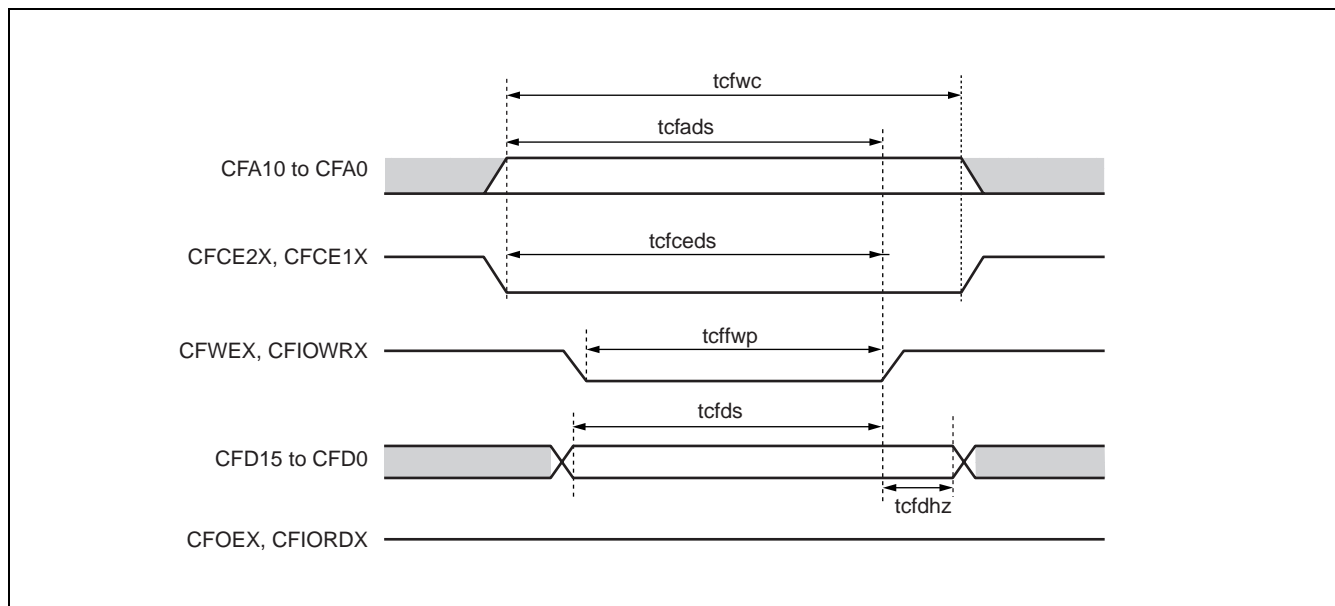 tcfwc
tcfads
CFA10 to CFA0
tcfceds
CFCE2X, CFCE1X
tcffwp
CFWEX, CFIOWRX
tcfds
CFD15 to CFD0
tcfdhz
CFOEX, CFIORDX